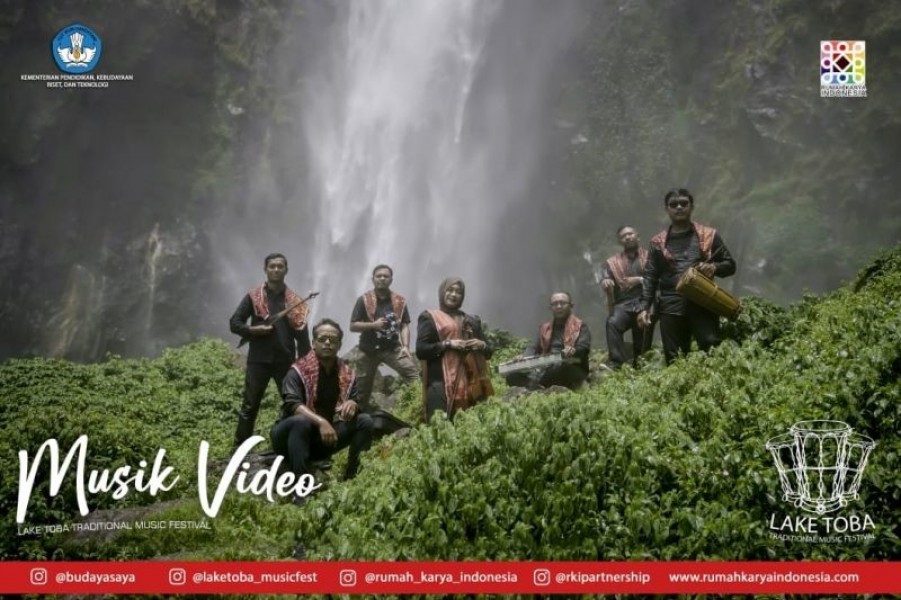 KEMENTERIAN PENDIDIKAN, KEBUDAYAAN
RISET, DAN TEKNOLOGI
RUMAH KARYA
INDONESIA
Musik Video
LAKE TOBA TRADITIONAL MUSIC FESTIVAL
LAKE TOBA
TRADITIONAL MUSIC FESTIVAL
@budayasaya @laketoba_musicfest @rumah_karya_indonesia @rkipartnership www.rumahkaryaindonesia.com